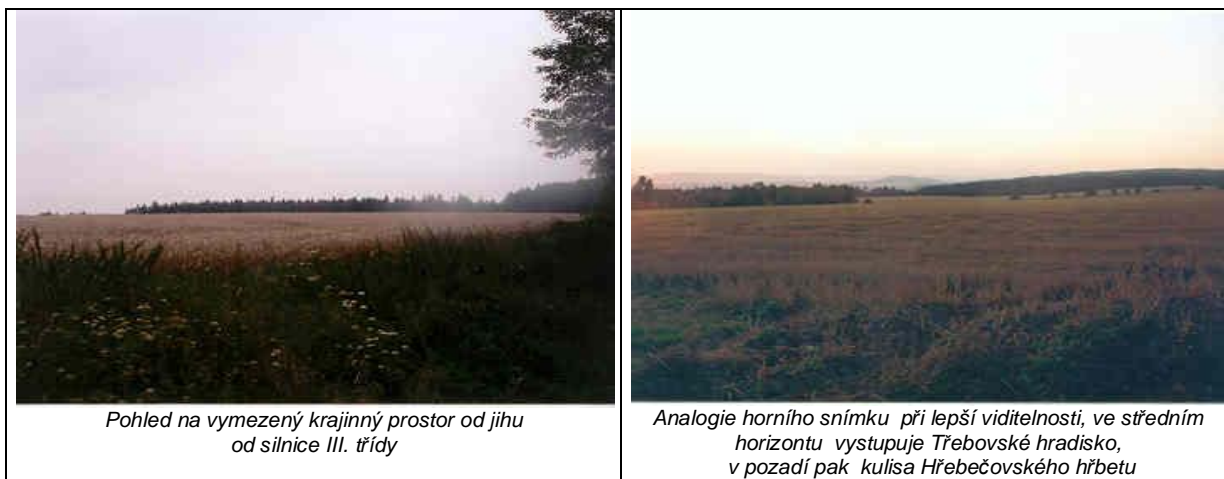 Pohled na vymezený krajinný prostor od jihu
od silnice III. třídy
Analogie horního snímku při lepší viditelnosti, ve středním
horizontu vystupuje Třebovské hradisko,
v pozadí pak kulisa Hřebečovského hřbetu